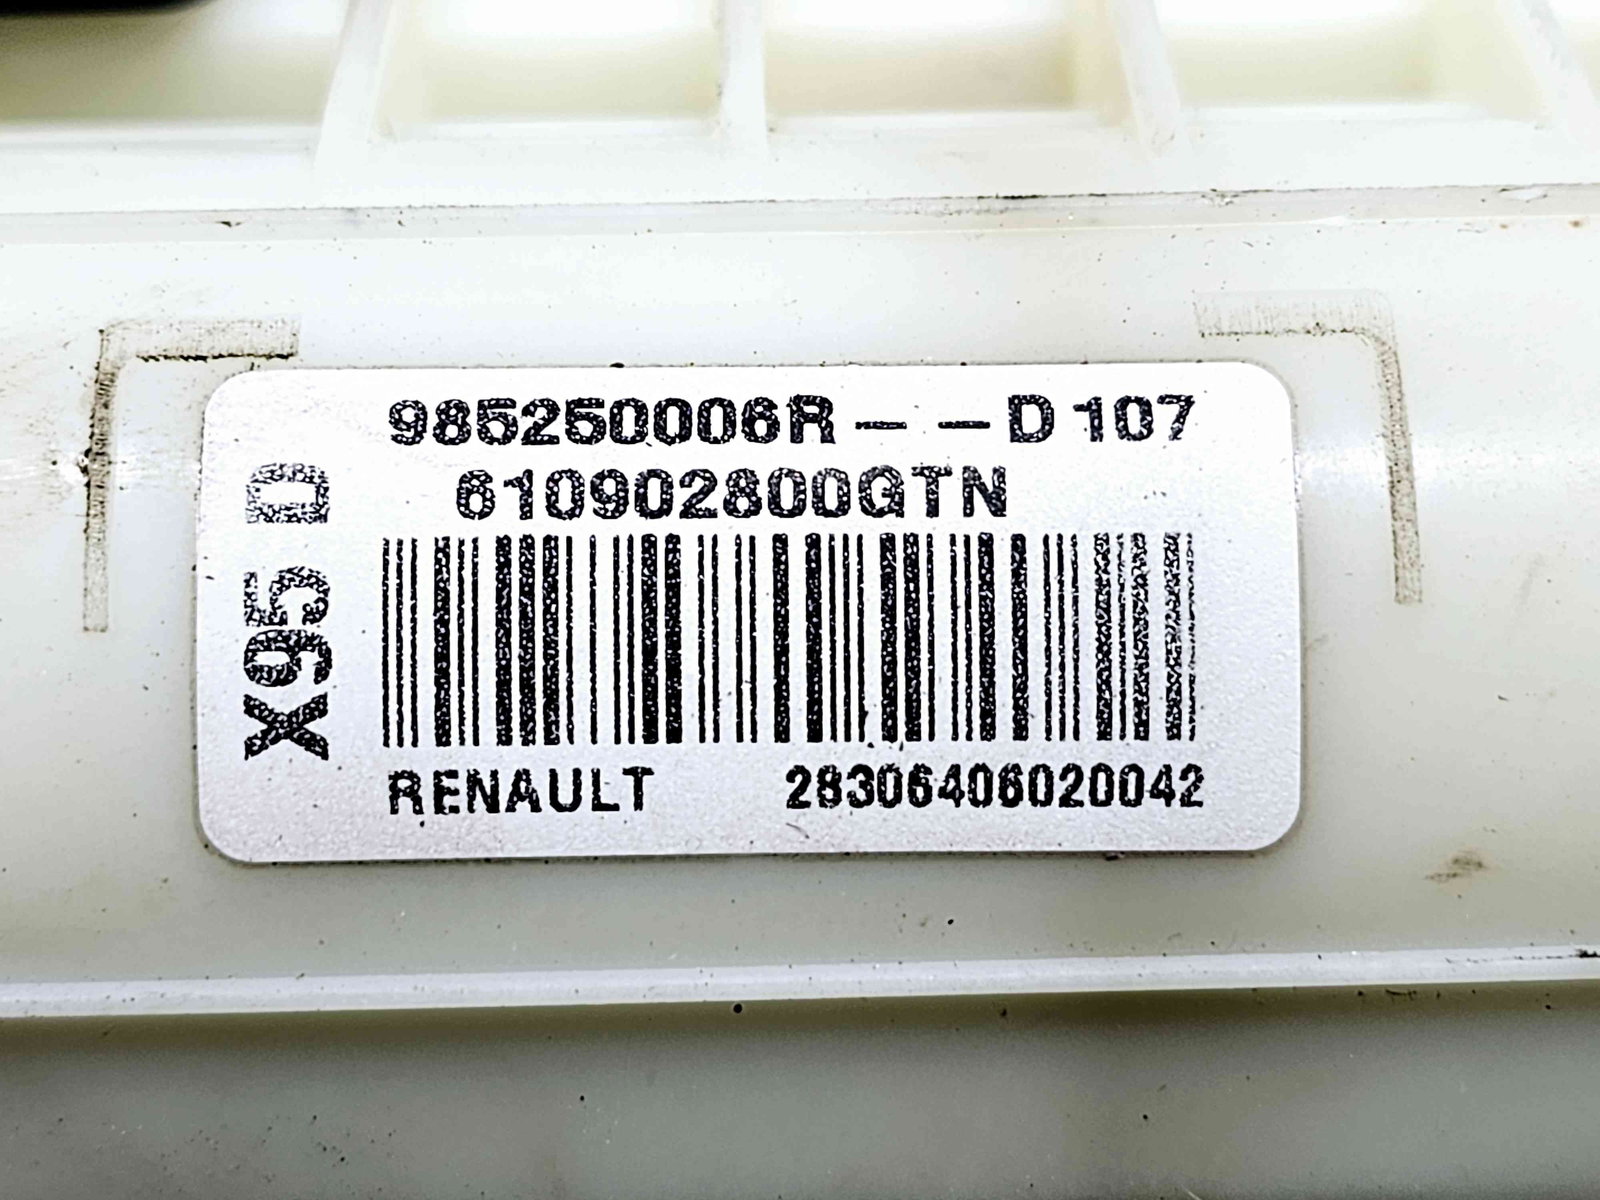 985250006R - - D 107
610902800GTN
X95 D
RENAULT 28306406020042